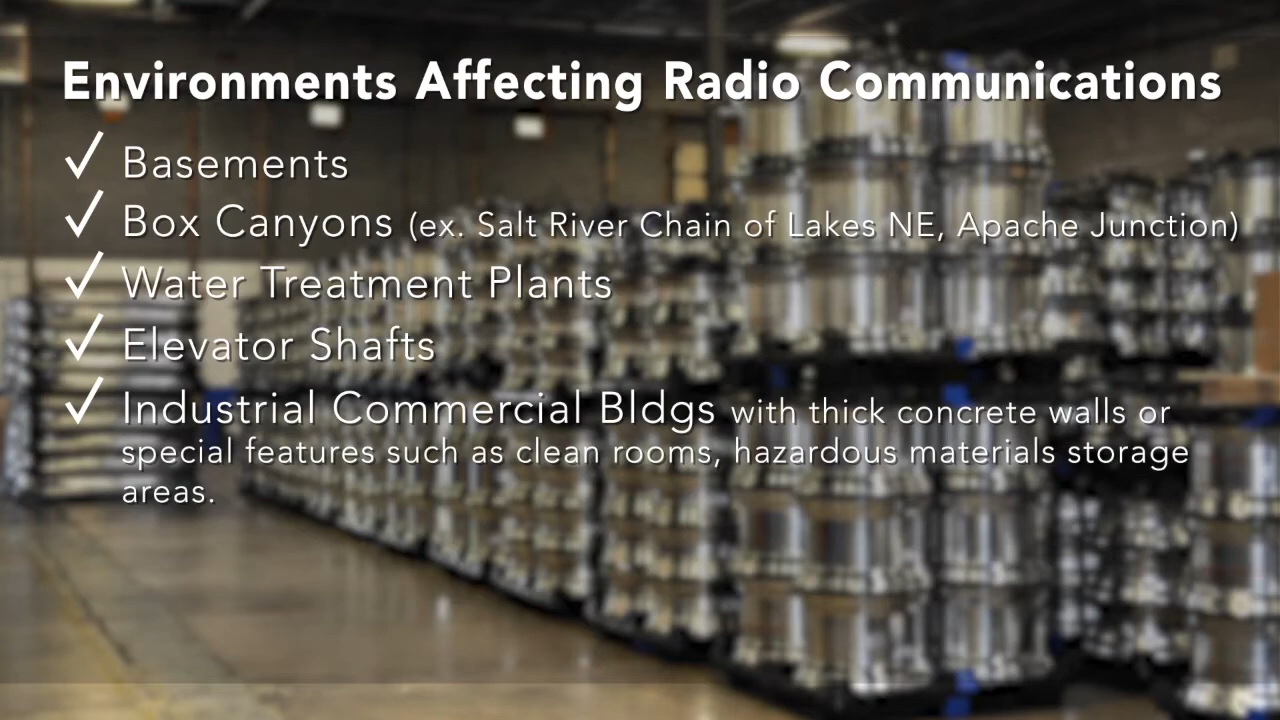 Environments Affecting Radio Communications
Basements
Box Canyons (ex. Salt River Chain of Lakes NE, Apache Junction)
Water Treatment Plants
Elevator Shafts
Industrial Commercial Bldgs with thick concrete walls or
special features such as clean rooms, hazardous materials storage
areas.